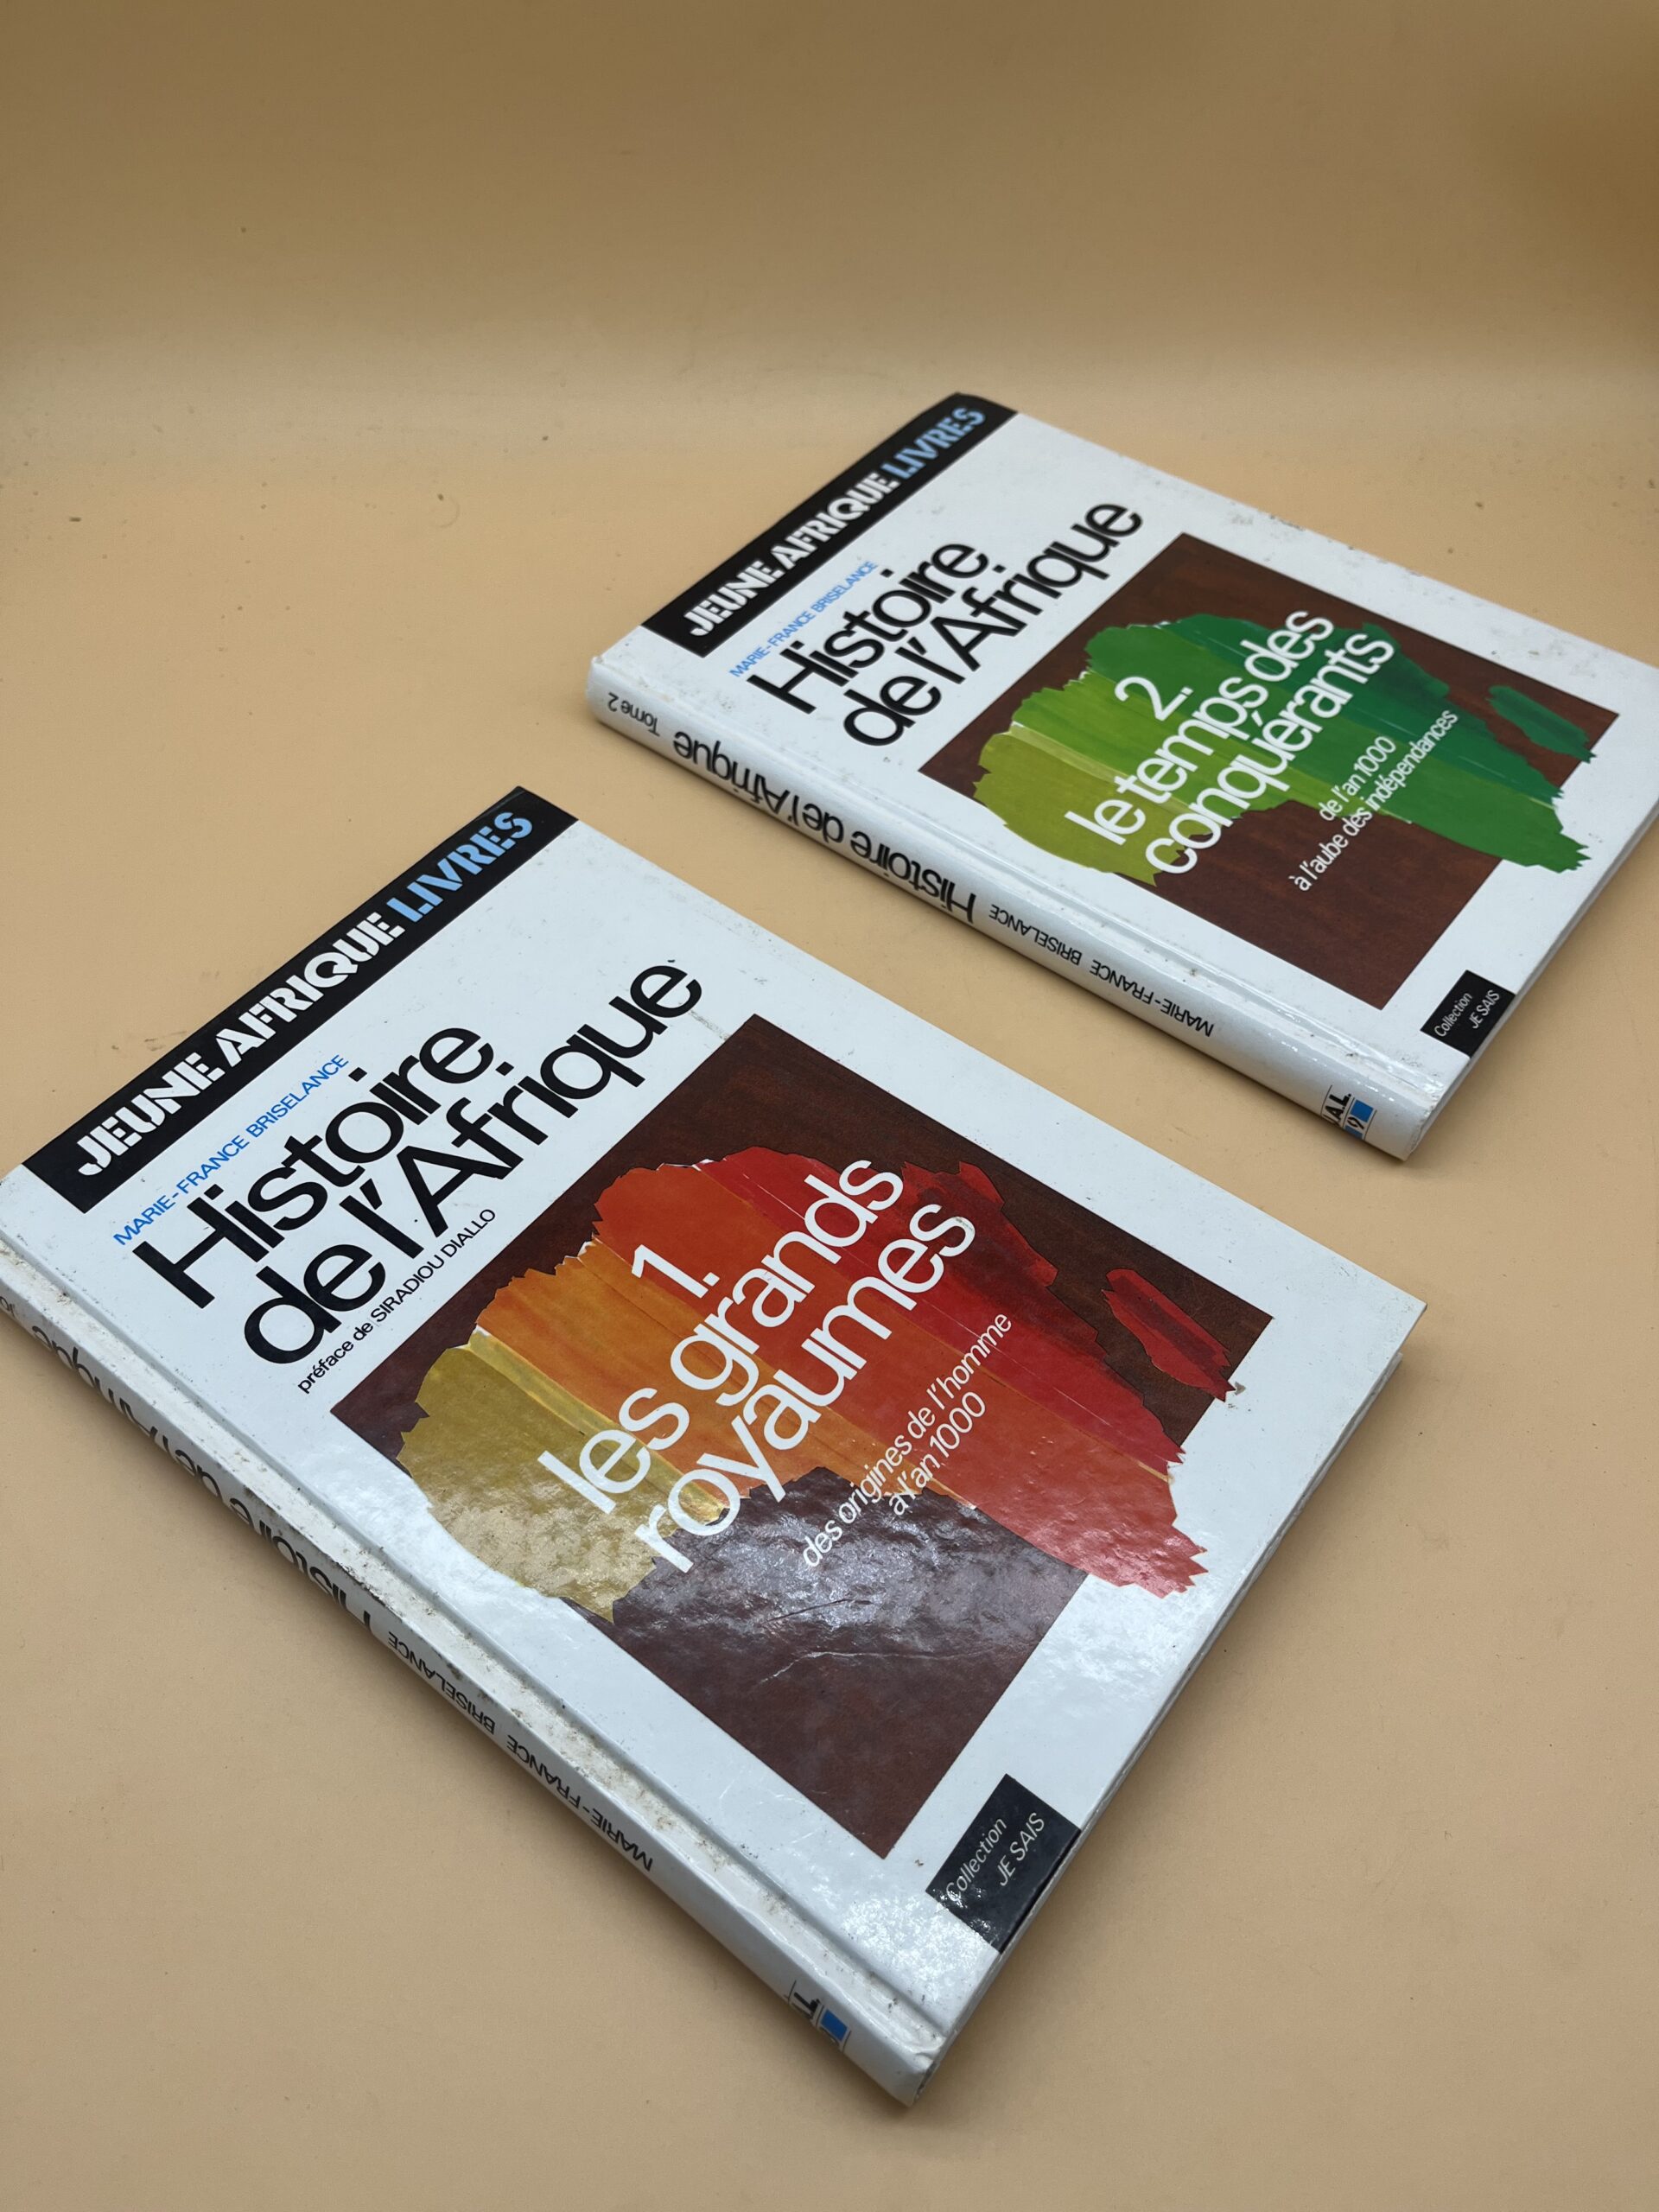 JEUNE AFRIQUE LIVRES
MARIE-FRANCE BRISELANCE
Histoire
de l'Afrique
2.
le temps des
conquérants
de l'an 1000
à l'aube des indépendances
Collection
JE SAIS
MARIE-FRANCE BRISELANCE Histoire de l'Afrique Tome 2
JEUNE AFRIQUE LIVRES
MARIE-FRANCE BRISELANCE
Histoire
de l'Afrique
préface de SIRADIOU DIALLO
1.
les grands
royaumes
des origines de l'homme
à l'an 1000
Collection
JE SAIS
MARIE-FRANCE BRISELANCE Histoire de l'Afrique